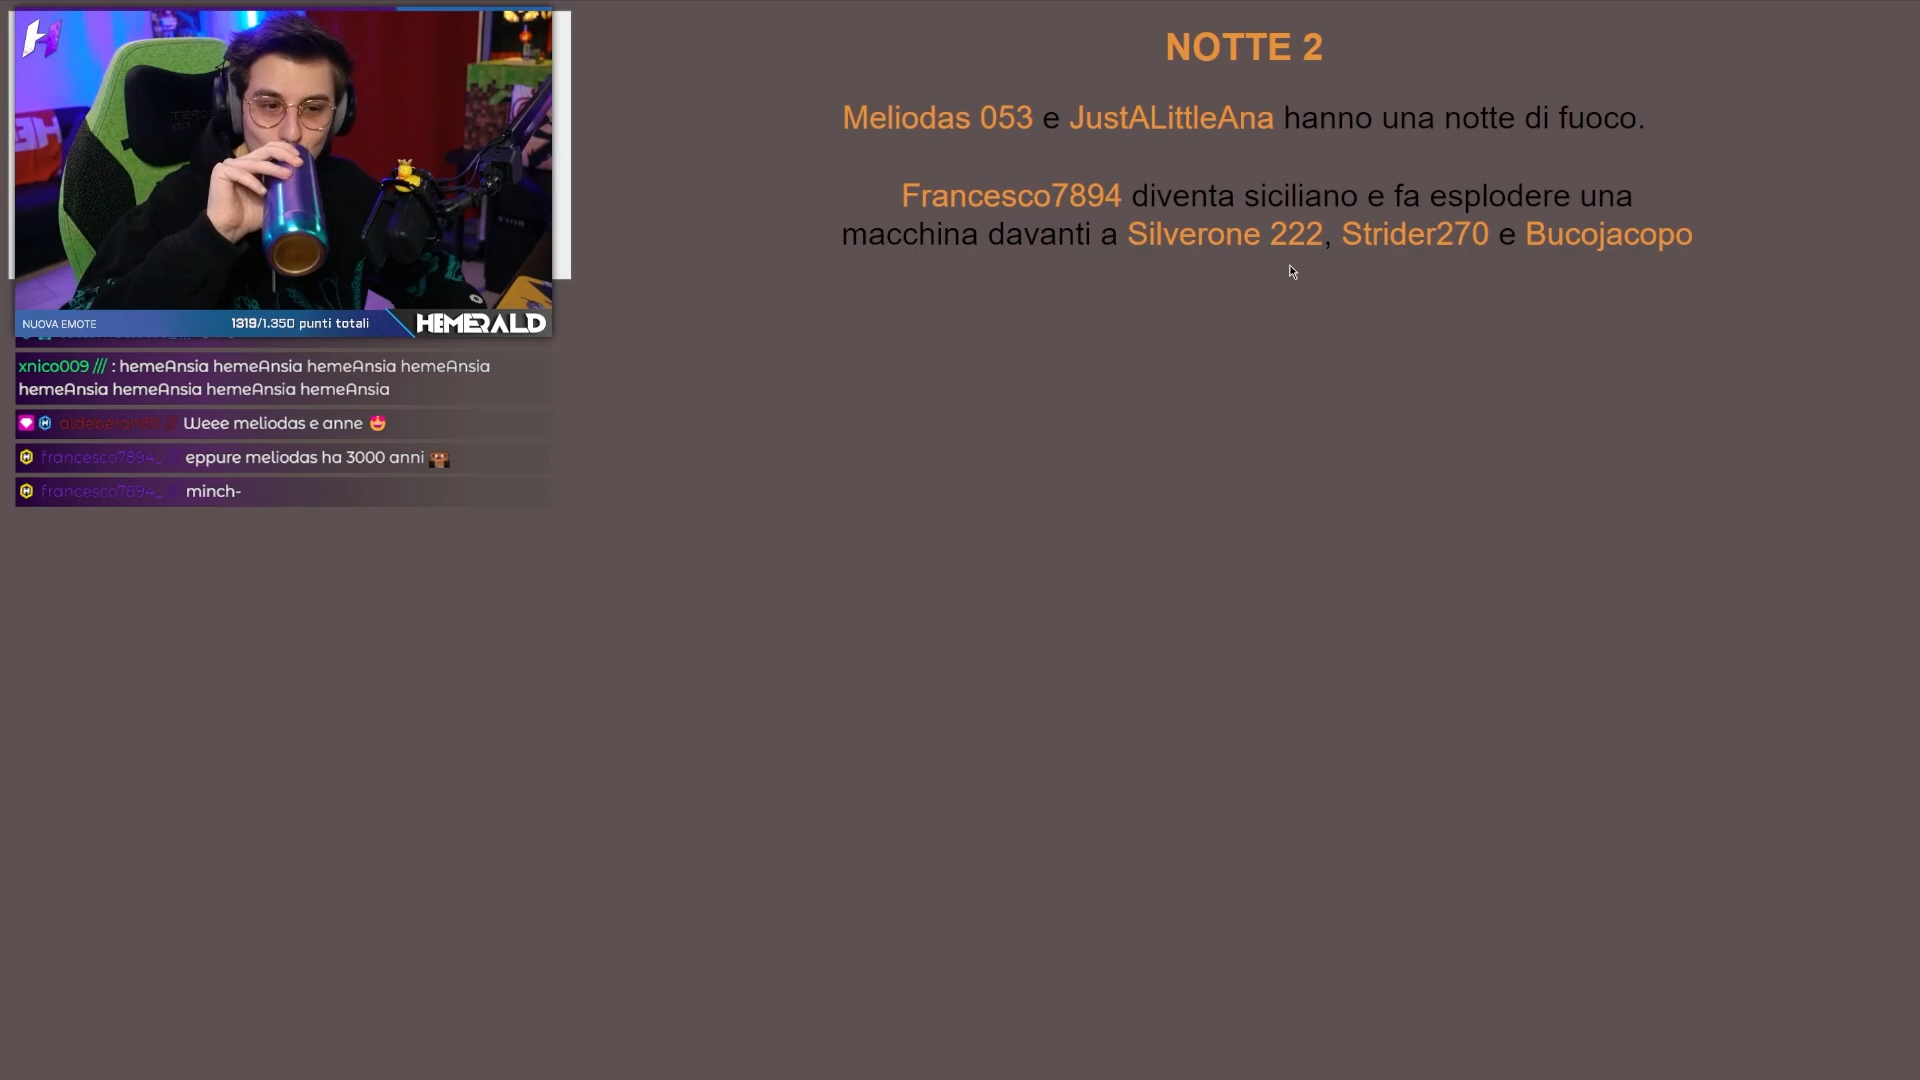 NOTTE 2
Meliodas 053 e JustALittleAna hanno una notte di fuoco.
Francesco7894 diventa siciliano e fa esplodere una
macchina davanti a Silverone 222, Strider270 e Bucojacopo
NUOVA EMOTE 1319/1.350 punti totali HEMERALD
xnico009 /// : hemeAnsia hemeAnsia hemeAnsia hemeAnsia
hemeAnsia hemeAnsia hemeAnsia hemeAnsia
Weee meliodas e anne 🤩
francesco7894_ // eppure meliodas ha 3000 anni
francesco7894_ // minch-